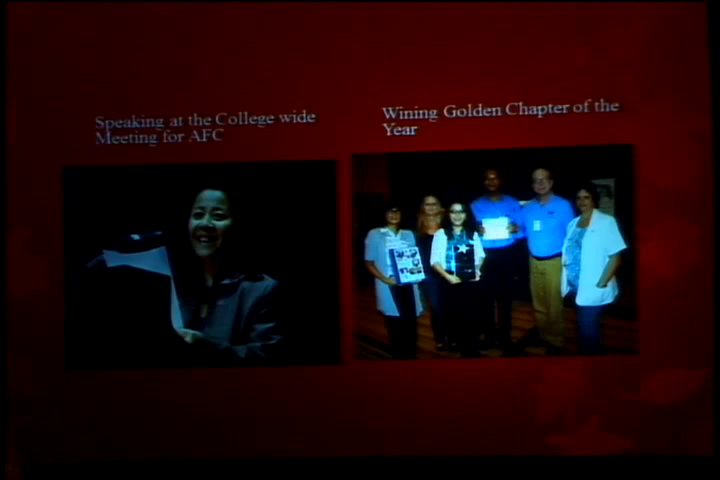 Speaking at the College wide
Meeting for AFC
Wining Golden Chapter of the
Year